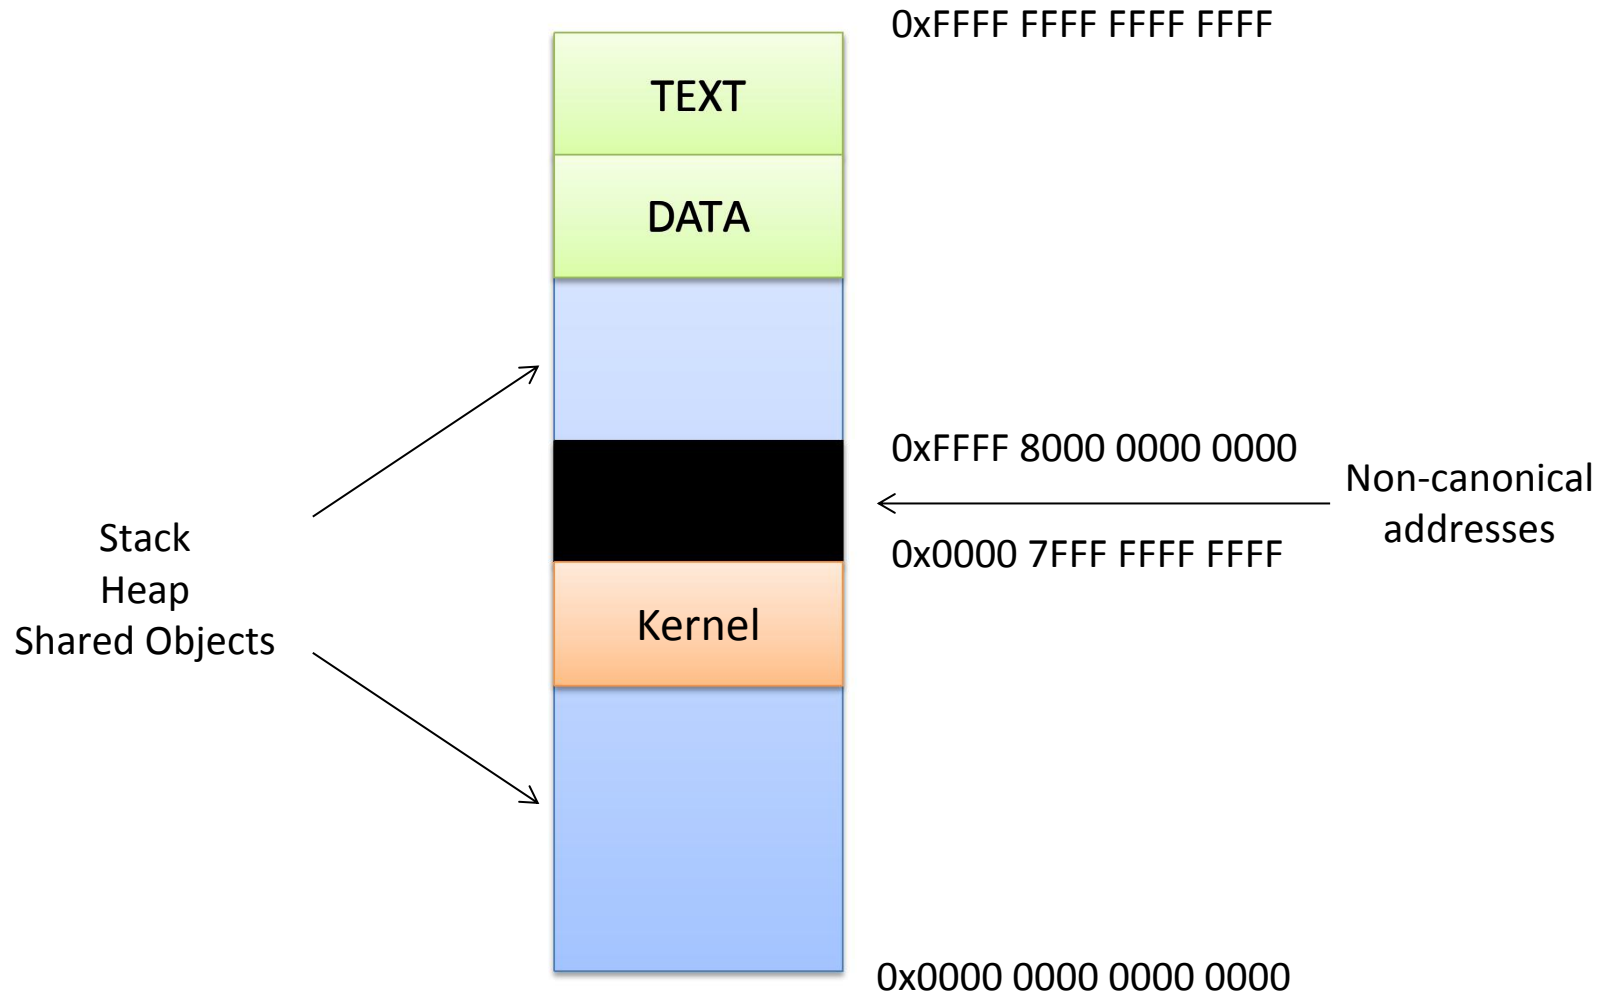 0xFFFF FFFF FFFF FFFF
TEXT
DATA
0xFFFF 8000 0000 0000
Non-canonical
addresses
0x0000 7FFF FFFF FFFF
Stack
Heap
Shared Objects
Kernel
0x0000 0000 0000 0000